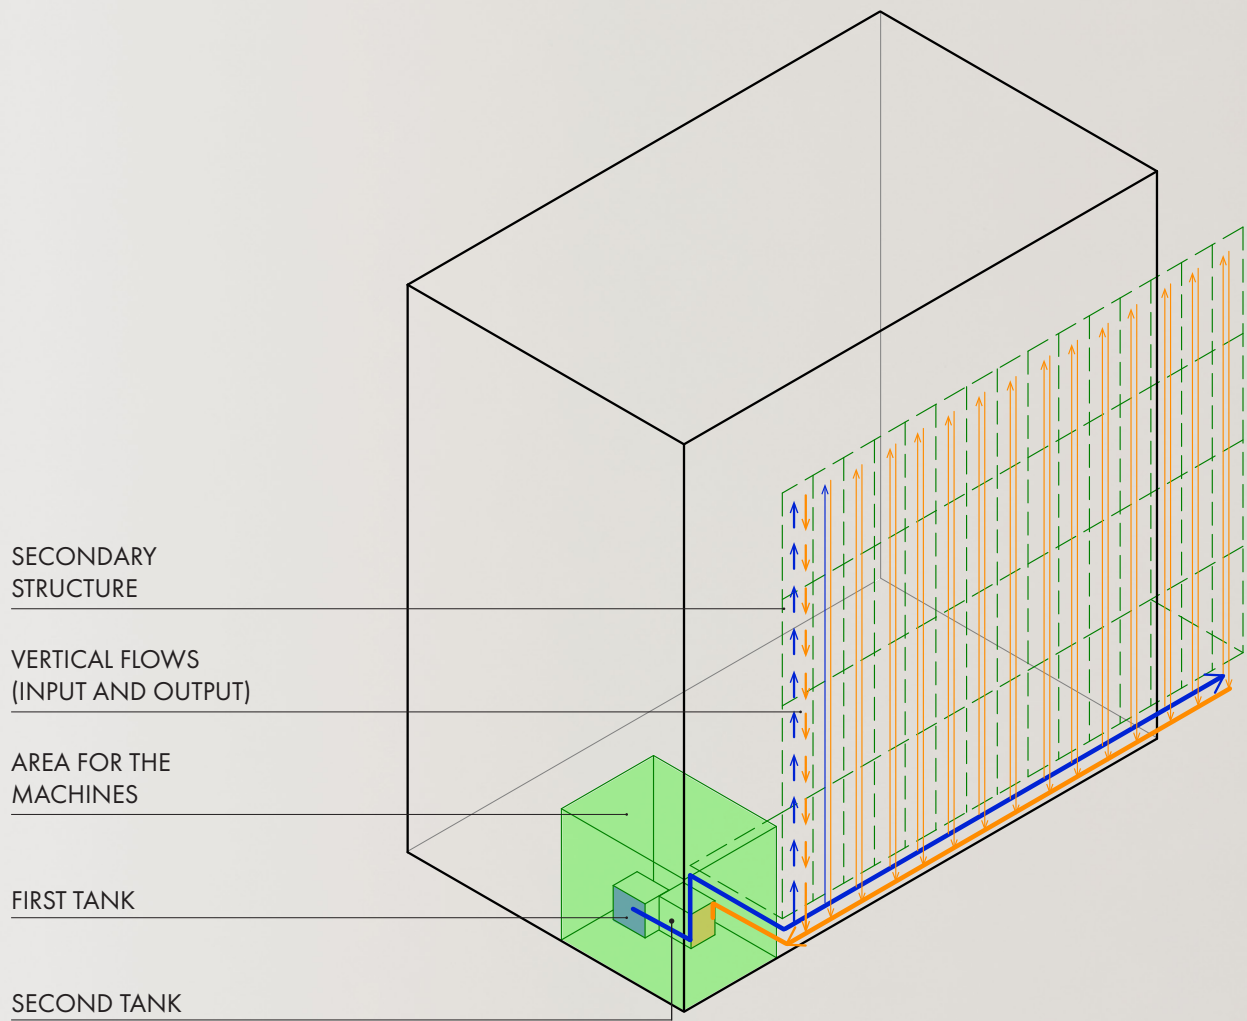 SECONDARY
STRUCTURE
VERTICAL FLOWS
(INPUT AND OUTPUT)
AREA FOR THE
MACHINES
FIRST TANK
SECOND TANK